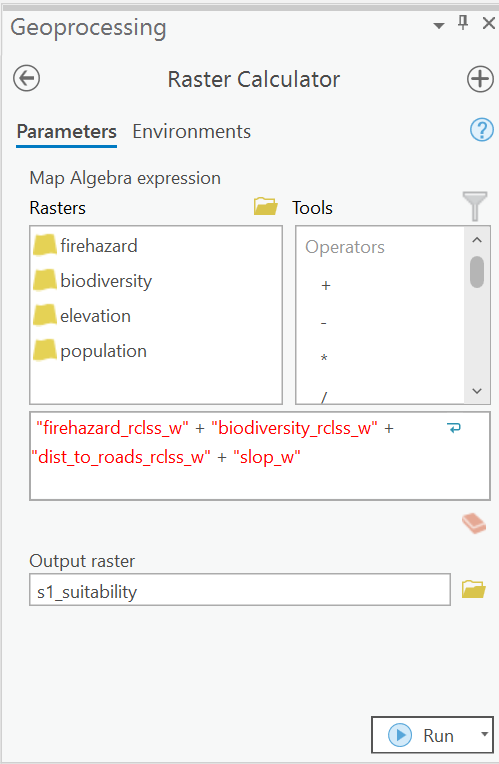 Geoprocessing
Raster Calculator
Parameters Environments
Map Algebra expression
Rasters
Tools
firehazard
biodiversity
elevation
population
Operators
+
-
*
/
"firehazard_rclss_w" + "biodiversity_rclss_w" +
"dist_to_roads_rclss_w" + "slop_w"
Output raster
s1_suitability
Run